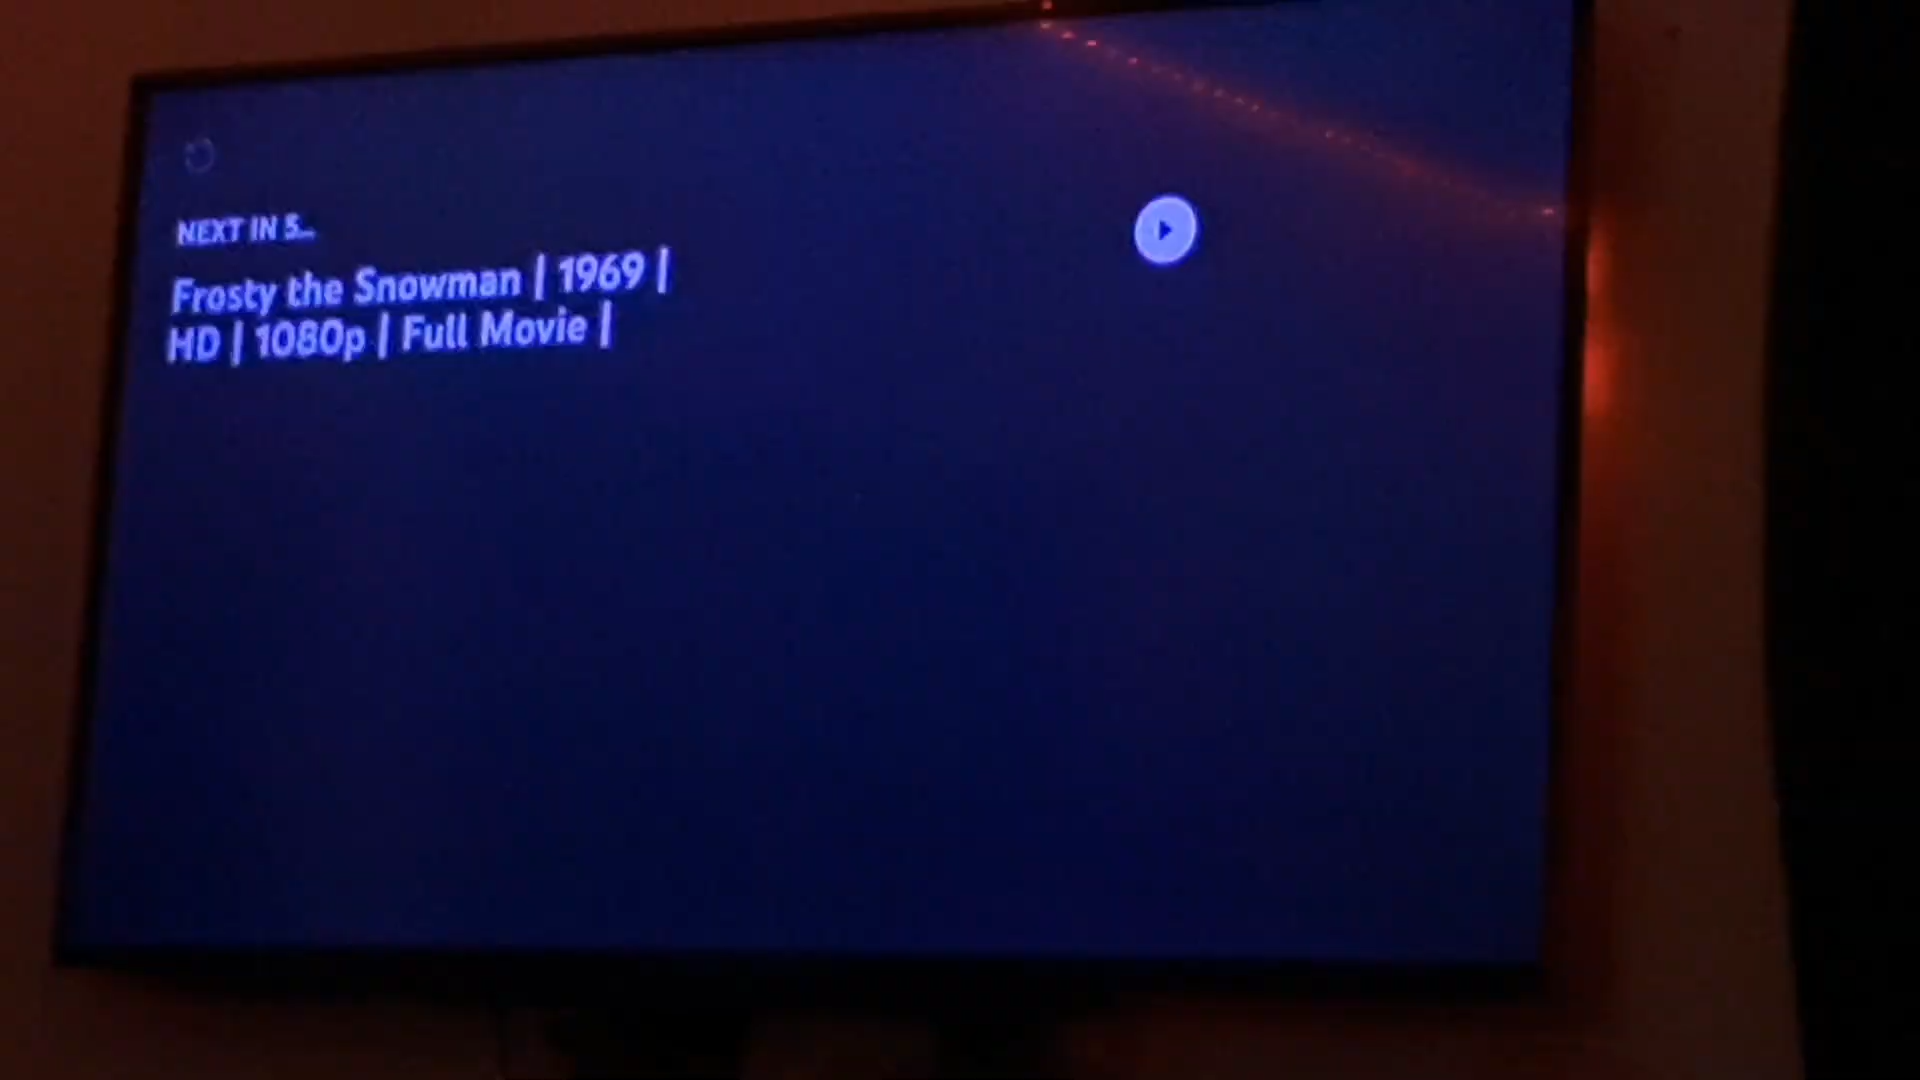 NEXT IN 5...
Frosty the Snowman | 1969 |
HD | 1080p | Full Movie |